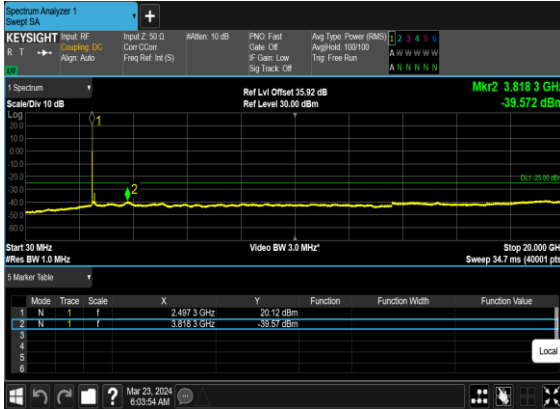 Spectrum Analyzer 1
Swept SA
+
KEYSIGHT Input: RF Input Z: 50 Ω #Atten: 10 dB PNO: Fast Avg Type: Power (RMS) 1 2 3 4 5 6
R T Coupling: DC Corr CCorr Gate: Off Avg|Hold: 100/100 A W W W W W
Align: Auto Freq Ref: Int (S) IF Gain: Low Trig: Free Run
Sig Track: Off A N N N N N
1 Spectrum Ref Lvl Offset 35.92 dB Mkr2 3.818 3 GHz
Scale/Div 10 dB Ref Level 30.00 dBm -39.572 dBm
Log
1
20.0
10.0
0.00
-10.0
-20.0 DL1 -25.00 dBm
-30.0 2
-40.0
-50.0
-60.0
Start 30 MHz Video BW 3.0 MHz* Stop 20.000 GH
#Res BW 1.0 MHz Sweep 34.7 ms (40001 pts
5 Marker Table
Mode Trace Scale X Y Function Function Width Function Value
1 N 1 f 2.497 3 GHz 20.12 dBm
2 N 1 f 3.818 3 GHz -39.57 dBm
3
4
5
6
Local
? Mar 23, 2024
6:03:54 AM